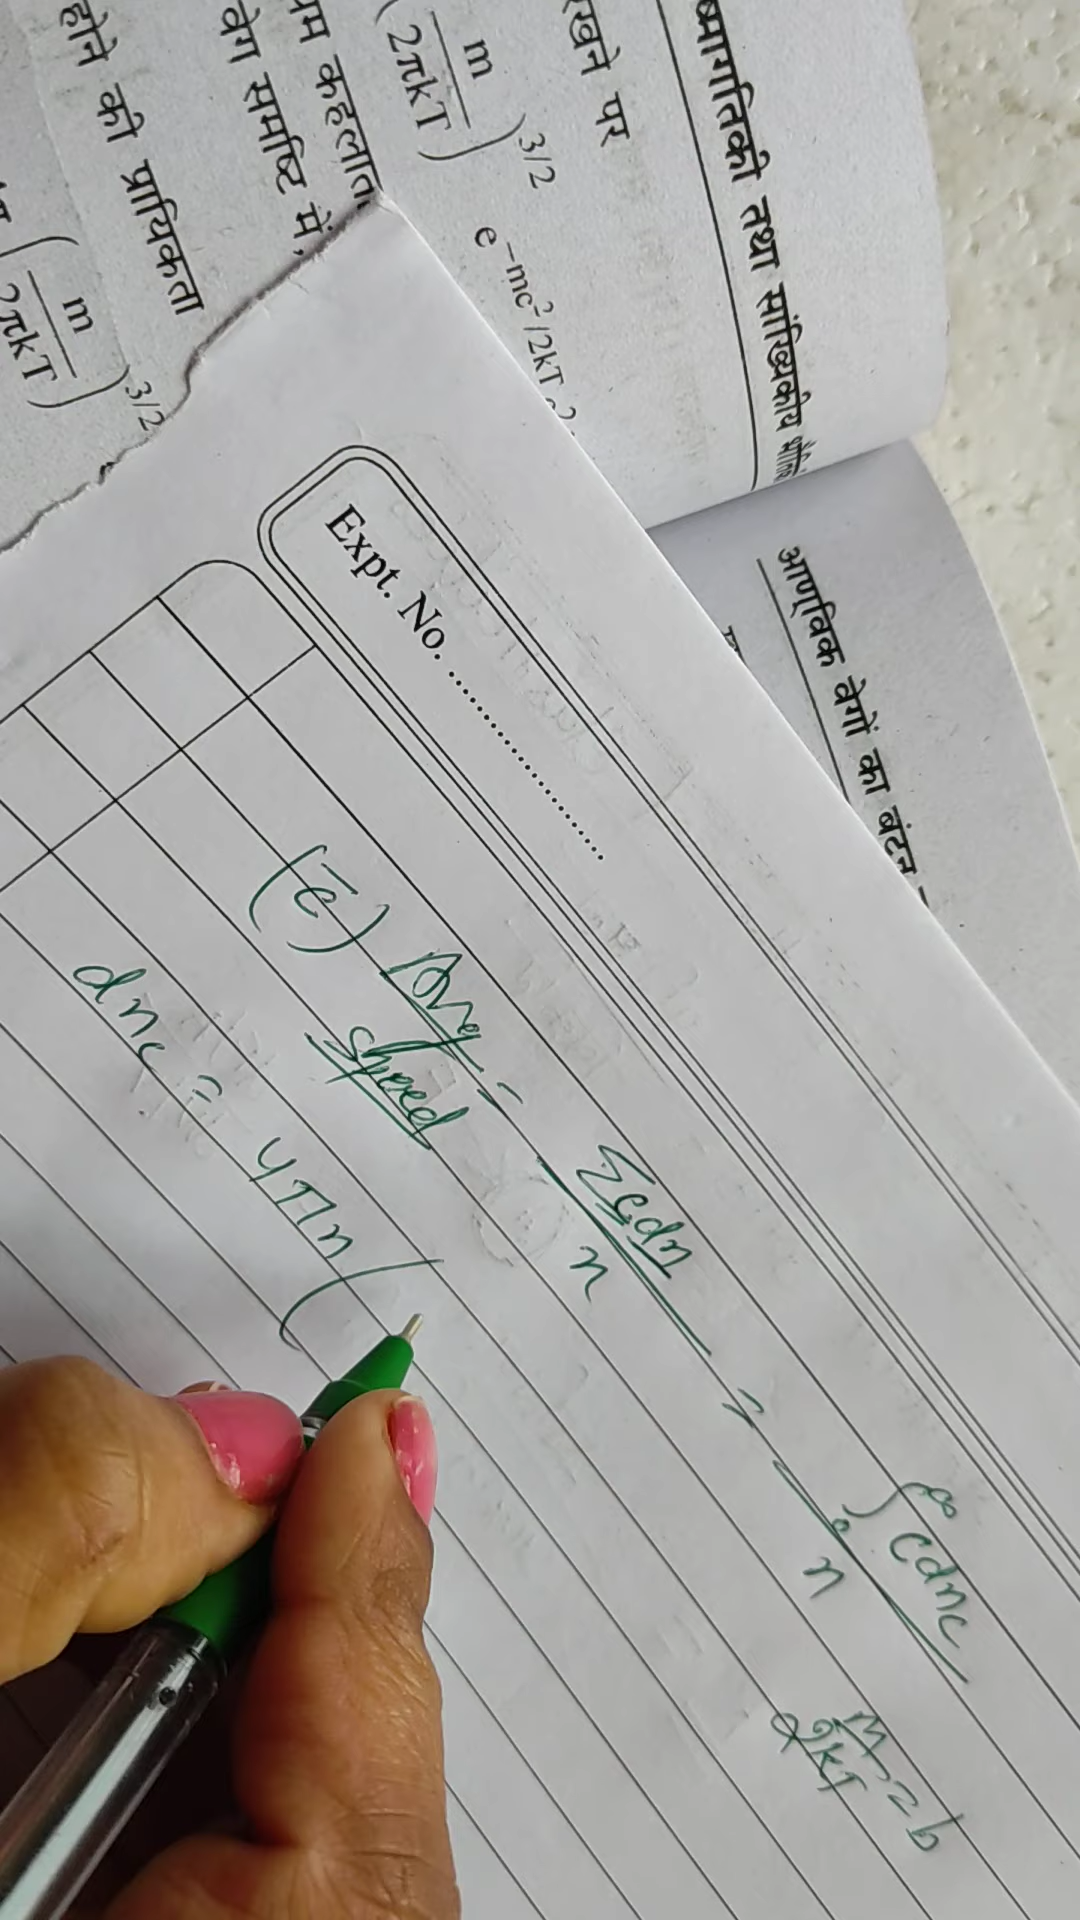 ष्मागतिकी तथा सांख्यिकीय
रखने पर
( m / 2πkT )^3/2 e^-mc²/2kT
कहलाता
वेग समष्टि में,
होने की प्रायिकता
( m / 2πkT )^3/2
आण्विक वेगों का बंटन
Expt. No. ..............................
(c̄) Avg speed = Σcdn / n = ∫₀^∞ cdnc / n
m / 2kT = b
dnc = 4πn(